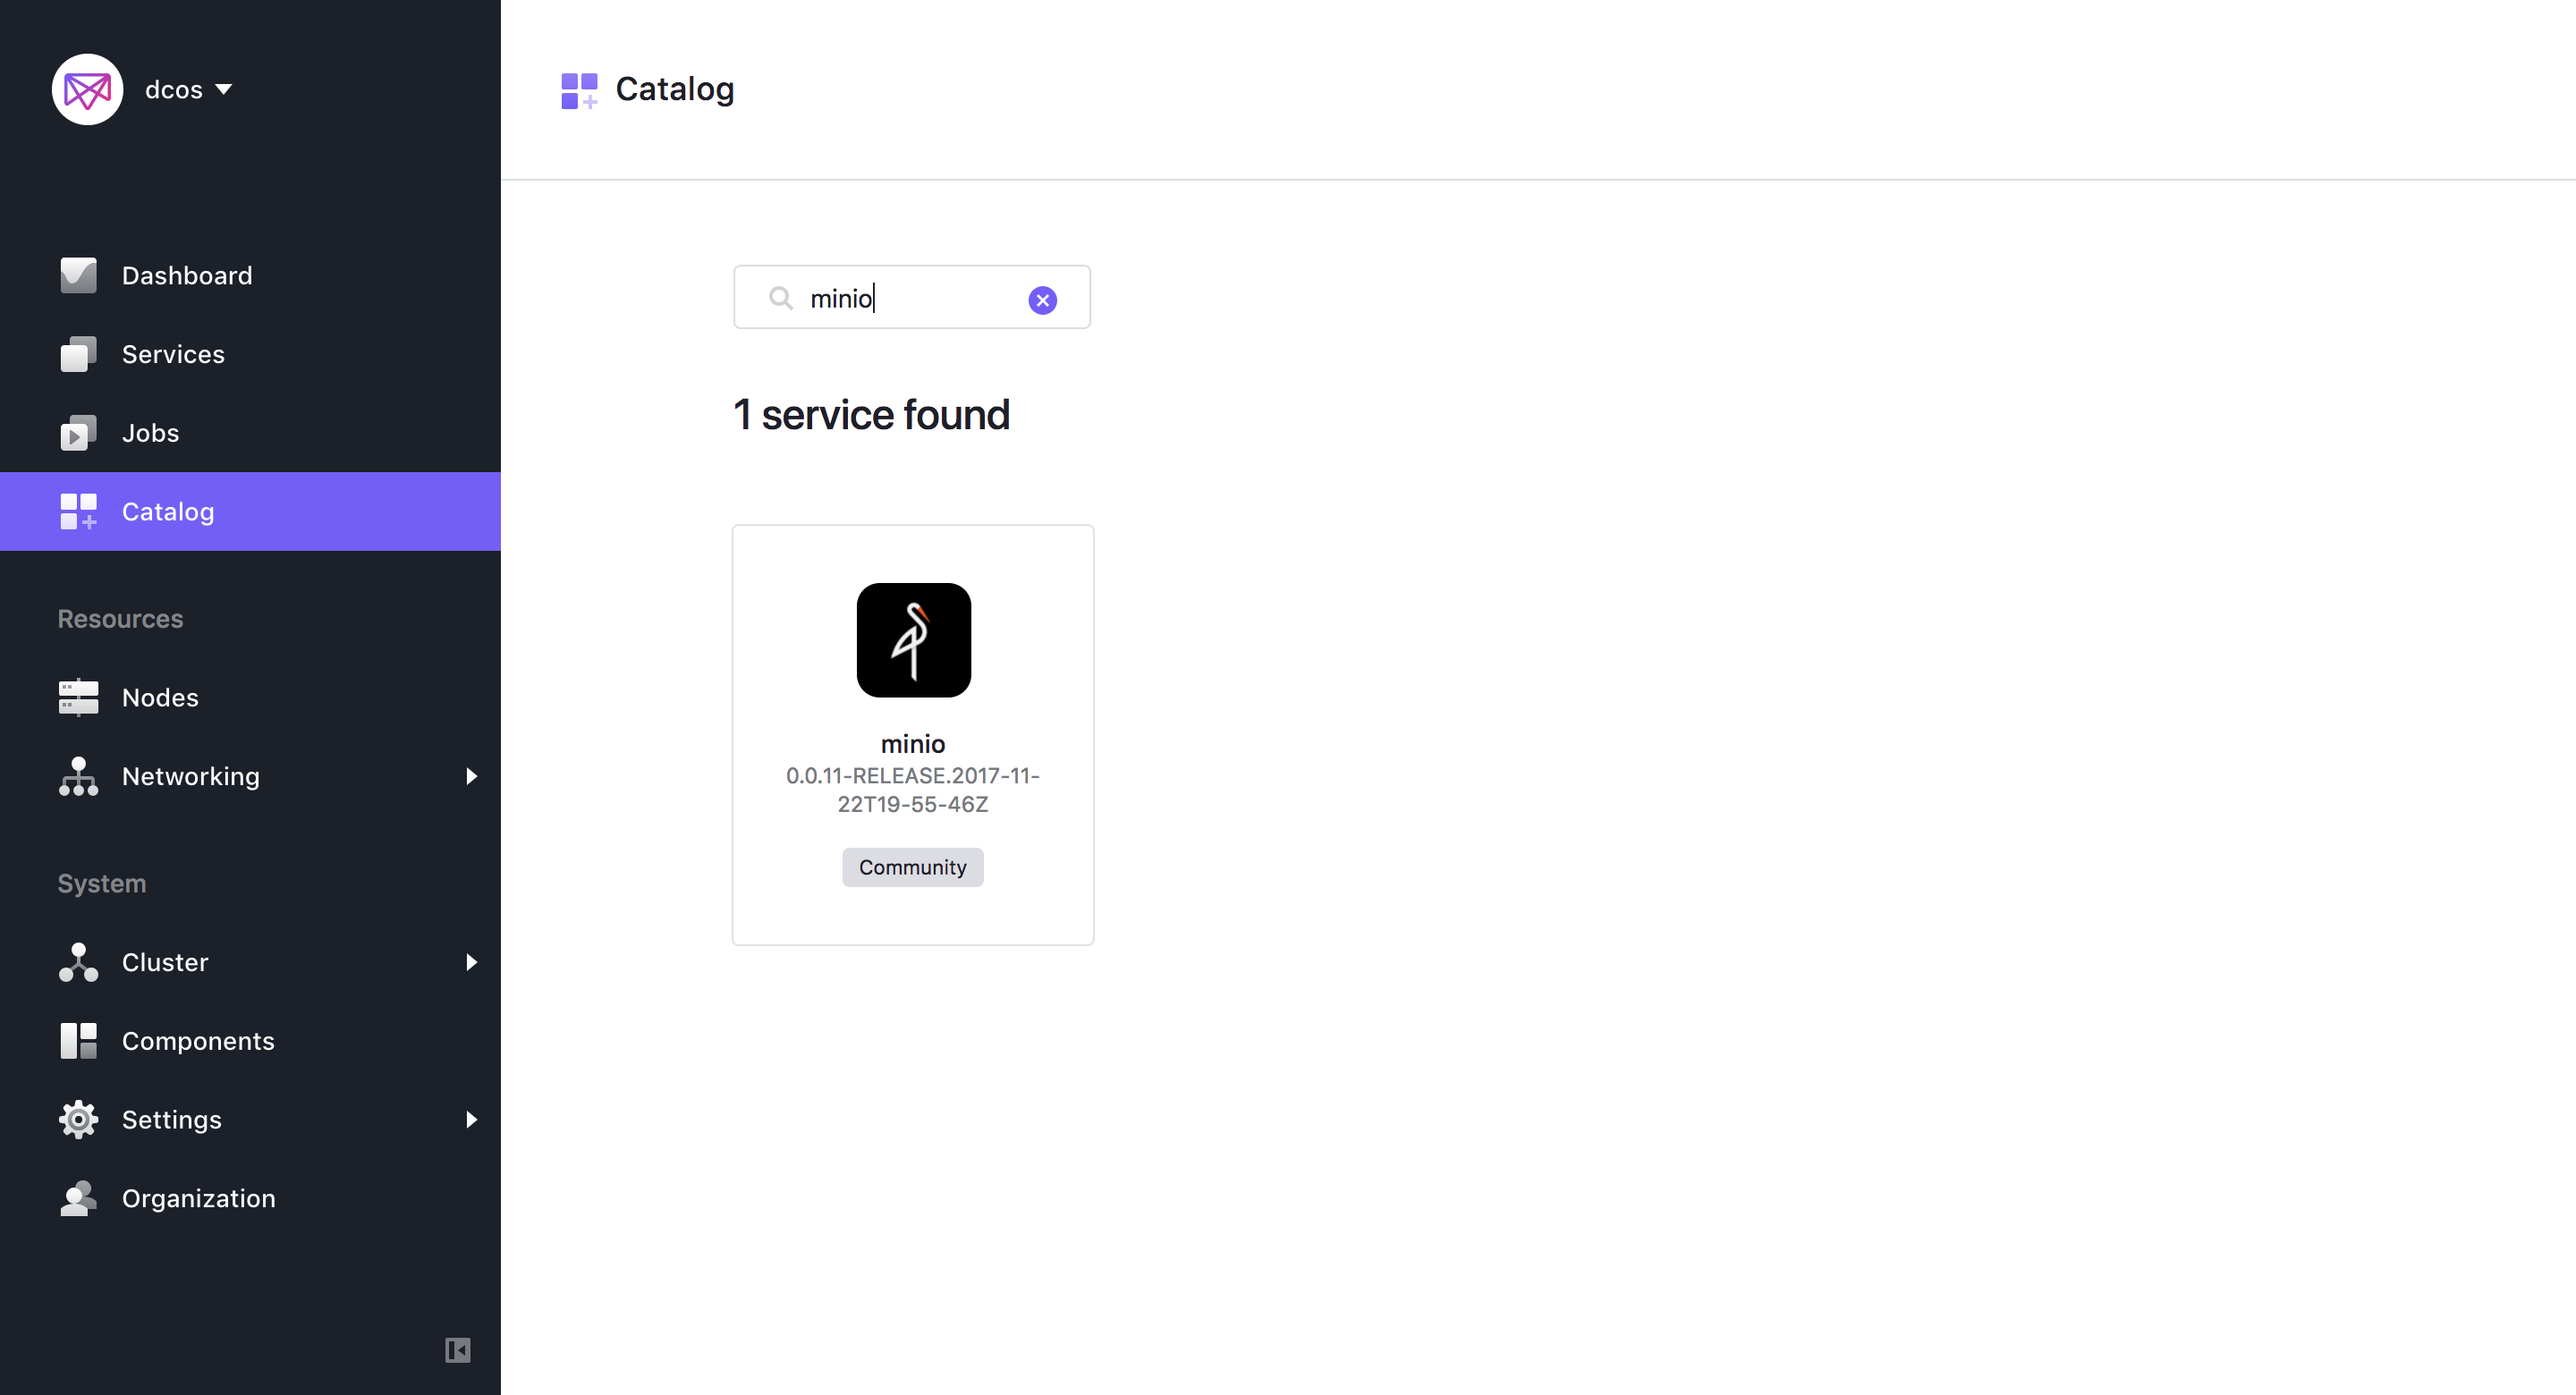 dcos
Dashboard
Services
Jobs
Catalog
Resources
Nodes
Networking
System
Cluster
Components
Settings
Organization
Catalog
minio
1 service found
minio
0.0.11-RELEASE.2017-11-
22T19-55-46Z
Community